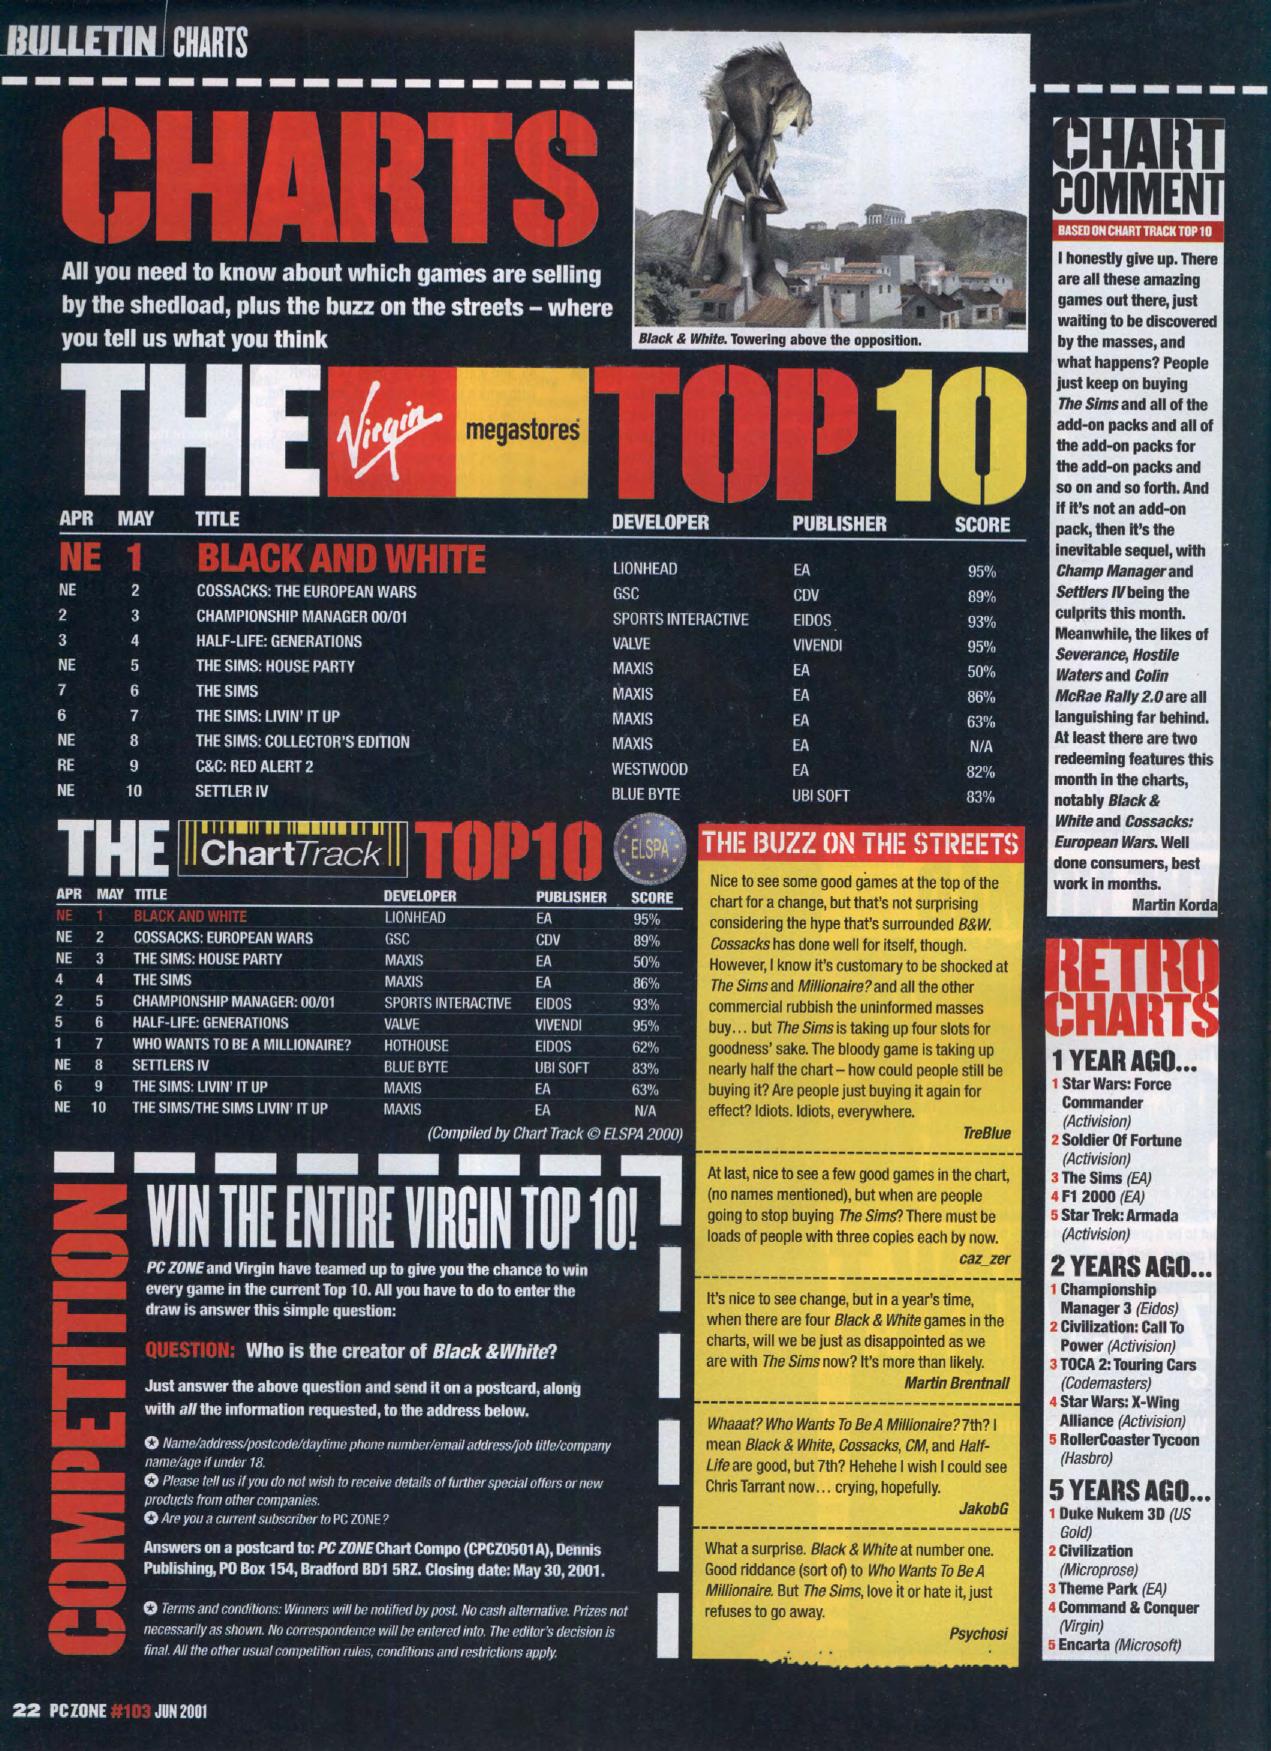 BULLETIN CHARTS
CHARTS
All you need to know about which games are selling
by the shedload, plus the buzz on the streets – where
you tell us what you think
Black & White. Towering above the opposition.
THE Virgin megastores TOP 10
APR MAY TITLE DEVELOPER PUBLISHER SCORE
NE 1 BLACK AND WHITE LIONHEAD EA 95%
NE 2 COSSACKS: THE EUROPEAN WARS GSC CDV 89%
2 3 CHAMPIONSHIP MANAGER 00/01 SPORTS INTERACTIVE EIDOS 93%
3 4 HALF-LIFE: GENERATIONS VALVE VIVENDI 95%
NE 5 THE SIMS: HOUSE PARTY MAXIS EA 50%
7 6 THE SIMS MAXIS EA 86%
6 7 THE SIMS: LIVIN' IT UP MAXIS EA 63%
NE 8 THE SIMS: COLLECTOR'S EDITION MAXIS EA N/A
RE 9 C&C: RED ALERT 2 WESTWOOD EA 82%
NE 10 SETTLER IV BLUE BYTE UBI SOFT 83%
THE ChartTrack TOP10 ELSPA
APR MAY TITLE DEVELOPER PUBLISHER SCORE
NE 1 BLACK AND WHITE LIONHEAD EA 95%
NE 2 COSSACKS: EUROPEAN WARS GSC CDV 89%
NE 3 THE SIMS: HOUSE PARTY MAXIS EA 50%
4 4 THE SIMS MAXIS EA 86%
2 5 CHAMPIONSHIP MANAGER: 00/01 SPORTS INTERACTIVE EIDOS 93%
5 6 HALF-LIFE: GENERATIONS VALVE VIVENDI 95%
1 7 WHO WANTS TO BE A MILLIONAIRE? HOTHOUSE EIDOS 62%
NE 8 SETTLERS IV BLUE BYTE UBI SOFT 83%
6 9 THE SIMS: LIVIN' IT UP MAXIS EA 63%
NE 10 THE SIMS/THE SIMS LIVIN' IT UP MAXIS EA N/A
(Compiled by Chart Track © ELSPA 2000)
COMPETITION
WIN THE ENTIRE VIRGIN TOP 10!
PC ZONE and Virgin have teamed up to give you the chance to win
every game in the current Top 10. All you have to do to enter the
draw is answer this simple question:
QUESTION: Who is the creator of Black &White?
Just answer the above question and send it on a postcard, along
with all the information requested, to the address below.
✪ Name/address/postcode/daytime phone number/email address/job title/company
name/age if under 18.
✪ Please tell us if you do not wish to receive details of further special offers or new
products from other companies.
✪ Are you a current subscriber to PC ZONE?
Answers on a postcard to: PC ZONE Chart Compo (CPCZ0501A), Dennis
Publishing, PO Box 154, Bradford BD1 5RZ. Closing date: May 30, 2001.
✪ Terms and conditions: Winners will be notified by post. No cash alternative. Prizes not
necessarily as shown. No correspondence will be entered into. The editor's decision is
final. All the other usual competition rules, conditions and restrictions apply.
THE BUZZ ON THE STREETS
Nice to see some good games at the top of the
chart for a change, but that's not surprising
considering the hype that's surrounded B&W.
Cossacks has done well for itself, though.
However, I know it's customary to be shocked at
The Sims and Millionaire? and all the other
commercial rubbish the uninformed masses
buy... but The Sims is taking up four slots for
goodness' sake. The bloody game is taking up
nearly half the chart – how could people still be
buying it? Are people just buying it again for
effect? Idiots. Idiots, everywhere.
TreBlue
At last, nice to see a few good games in the chart,
(no names mentioned), but when are people
going to stop buying The Sims? There must be
loads of people with three copies each by now.
caz_zer
It's nice to see change, but in a year's time,
when there are four Black & White games in the
charts, will we be just as disappointed as we
are with The Sims now? It's more than likely.
Martin Brentnall
Whaaat? Who Wants To Be A Millionaire? 7th? I
mean Black & White, Cossacks, CM, and Half-
Life are good, but 7th? Hehehe I wish I could see
Chris Tarrant now... crying, hopefully.
JakobG
What a surprise. Black & White at number one.
Good riddance (sort of) to Who Wants To Be A
Millionaire. But The Sims, love it or hate it, just
refuses to go away.
Psychosi
CHART
COMMENT
BASED ON CHART TRACK TOP 10
I honestly give up. There
are all these amazing
games out there, just
waiting to be discovered
by the masses, and
what happens? People
just keep on buying
The Sims and all of the
add-on packs and all of
the add-on packs for
the add-on packs and
so on and so forth. And
if it's not an add-on
pack, then it's the
inevitable sequel, with
Champ Manager and
Settlers IV being the
culprits this month.
Meanwhile, the likes of
Severance, Hostile
Waters and Colin
McRae Rally 2.0 are all
languishing far behind.
At least there are two
redeeming features this
month in the charts,
notably Black &
White and Cossacks:
European Wars. Well
done consumers, best
work in months.
Martin Korda
RETRO
CHARTS
1 YEAR AGO...
1 Star Wars: Force
Commander
(Activision)
2 Soldier Of Fortune
(Activision)
3 The Sims (EA)
4 F1 2000 (EA)
5 Star Trek: Armada
(Activision)
2 YEARS AGO...
1 Championship
Manager 3 (Eidos)
2 Civilization: Call To
Power (Activision)
3 TOCA 2: Touring Cars
(Codemasters)
4 Star Wars: X-Wing
Alliance (Activision)
5 RollerCoaster Tycoon
(Hasbro)
5 YEARS AGO...
1 Duke Nukem 3D (US
Gold)
2 Civilization
(Microprose)
3 Theme Park (EA)
4 Command & Conquer
(Virgin)
5 Encarta (Microsoft)
22 PC ZONE #103 JUN 2001